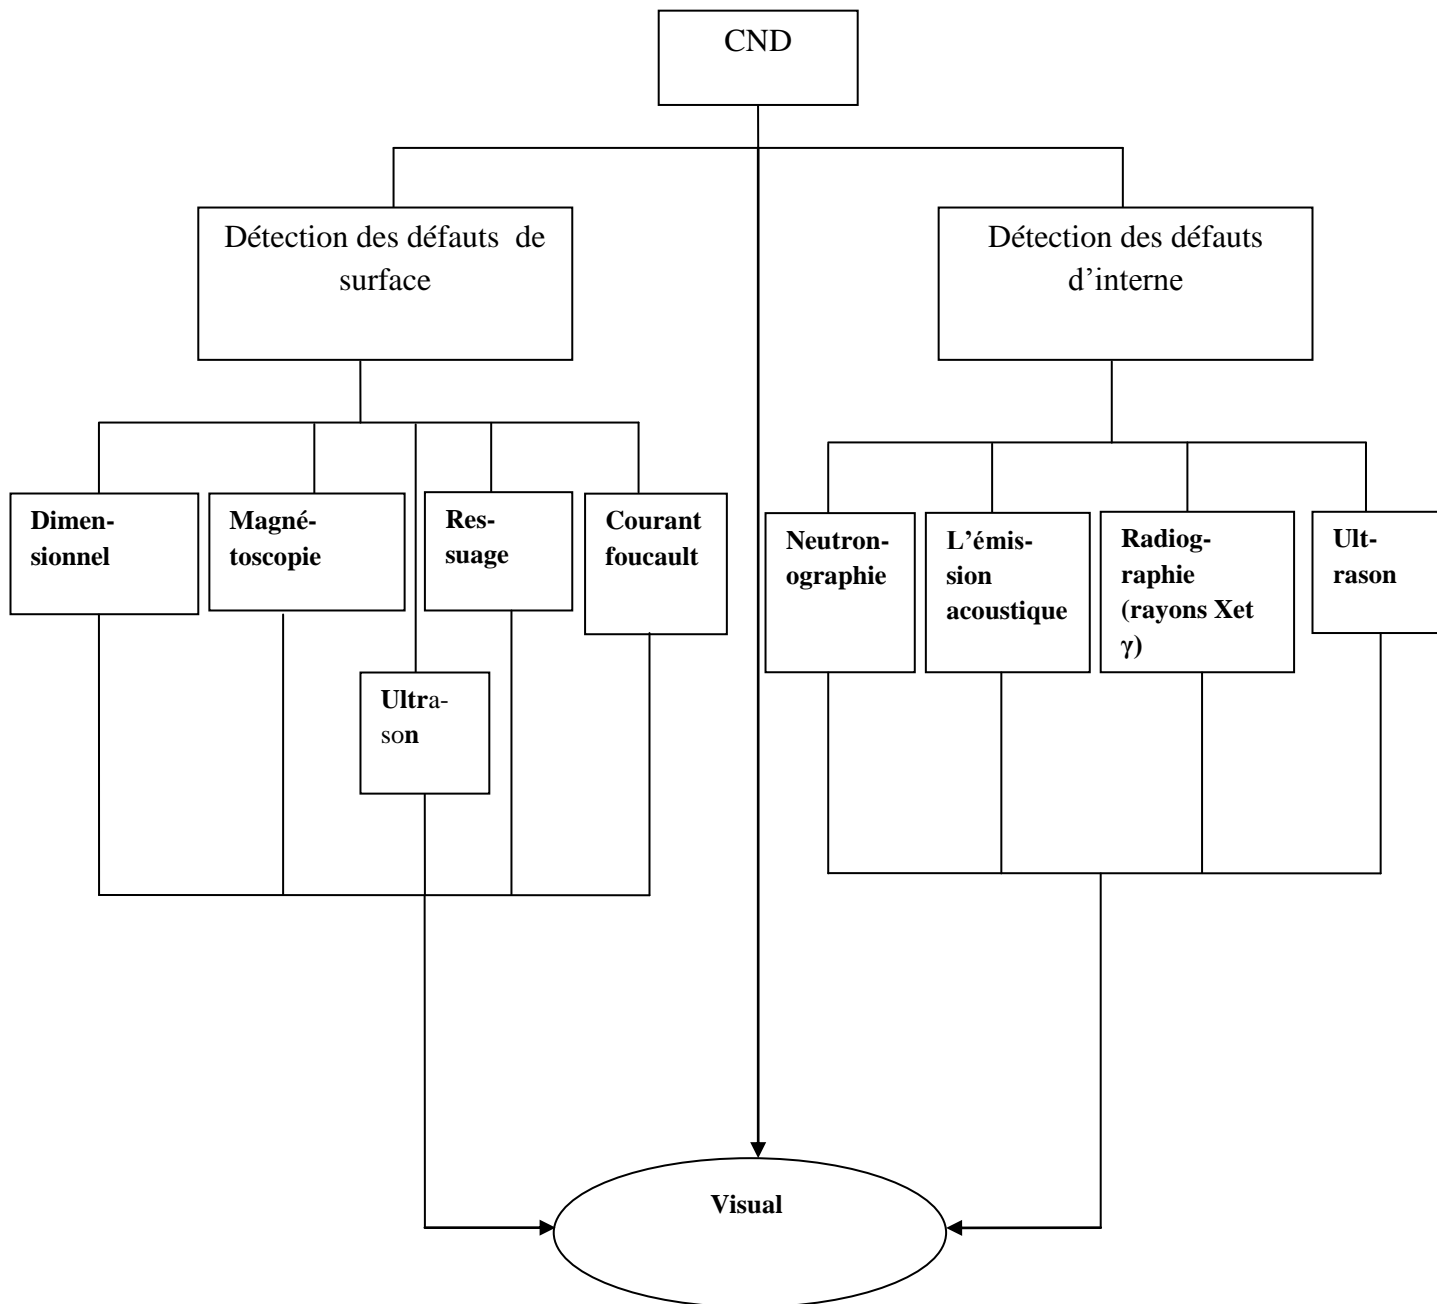 CND
Détection des défauts  de
surface
Détection des défauts
d’interne
Dimen-
sionnel
Magné-
toscopie
Res-
suage
Courant
foucault
Ultra-
son
Neutron-
ographie
L’émis-
sion
acoustique
Radiog-
raphie
(rayons Xet
γ)
Ult-
rason
Visual